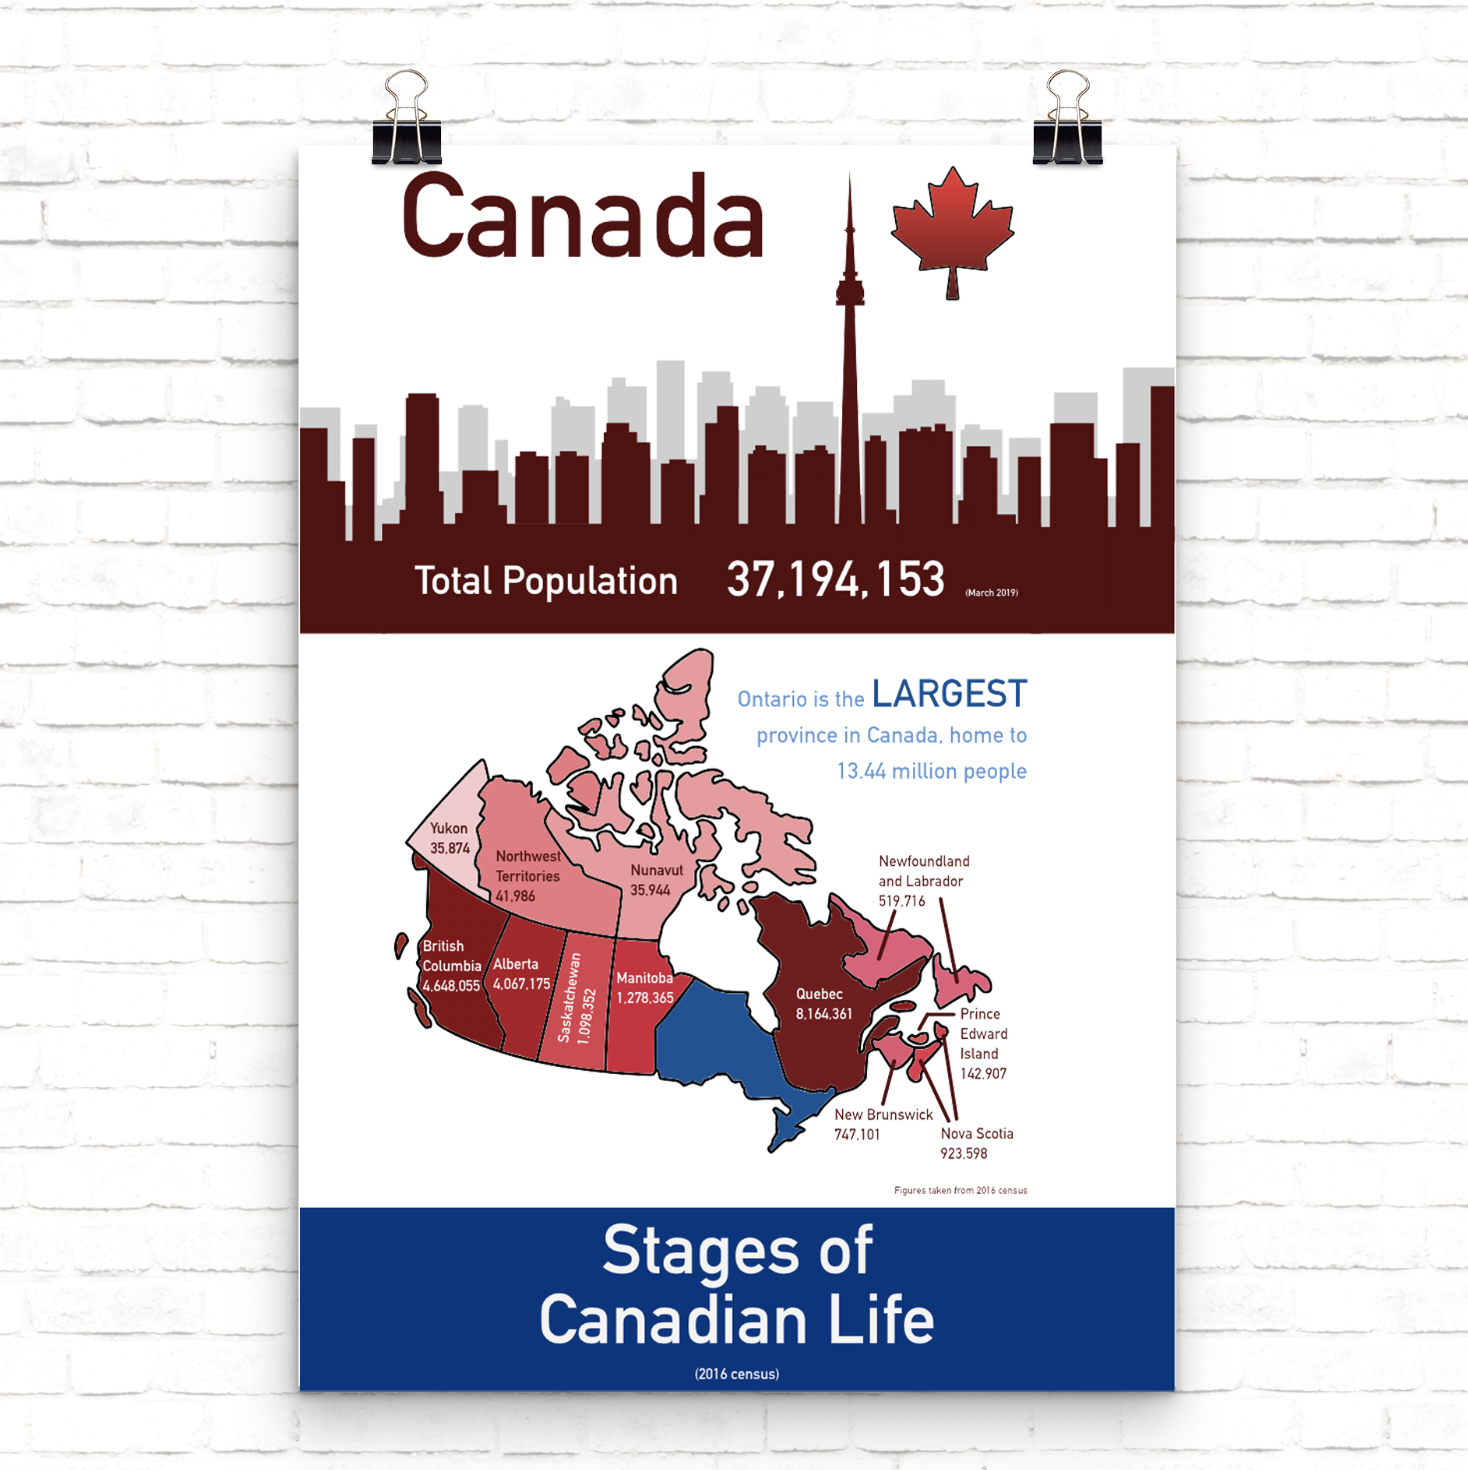 Canada
Total Population 37,194,153 (March 2019)
Ontario is the LARGEST
province in Canada, home to
13.44 million people
Yukon
35,874
Northwest
Territories
41,986
Nunavut
35,944
Newfoundland
and Labrador
519,716
British
Columbia
4,648,055
Alberta
4,067,175
Saskatchewan
1,098,352
Manitoba
1,278,365
Quebec
8,164,361
Prince
Edward
Island
142,907
New Brunswick
747,101
Nova Scotia
923,598
Figures taken from 2016 census
Stages of
Canadian Life
(2016 census)